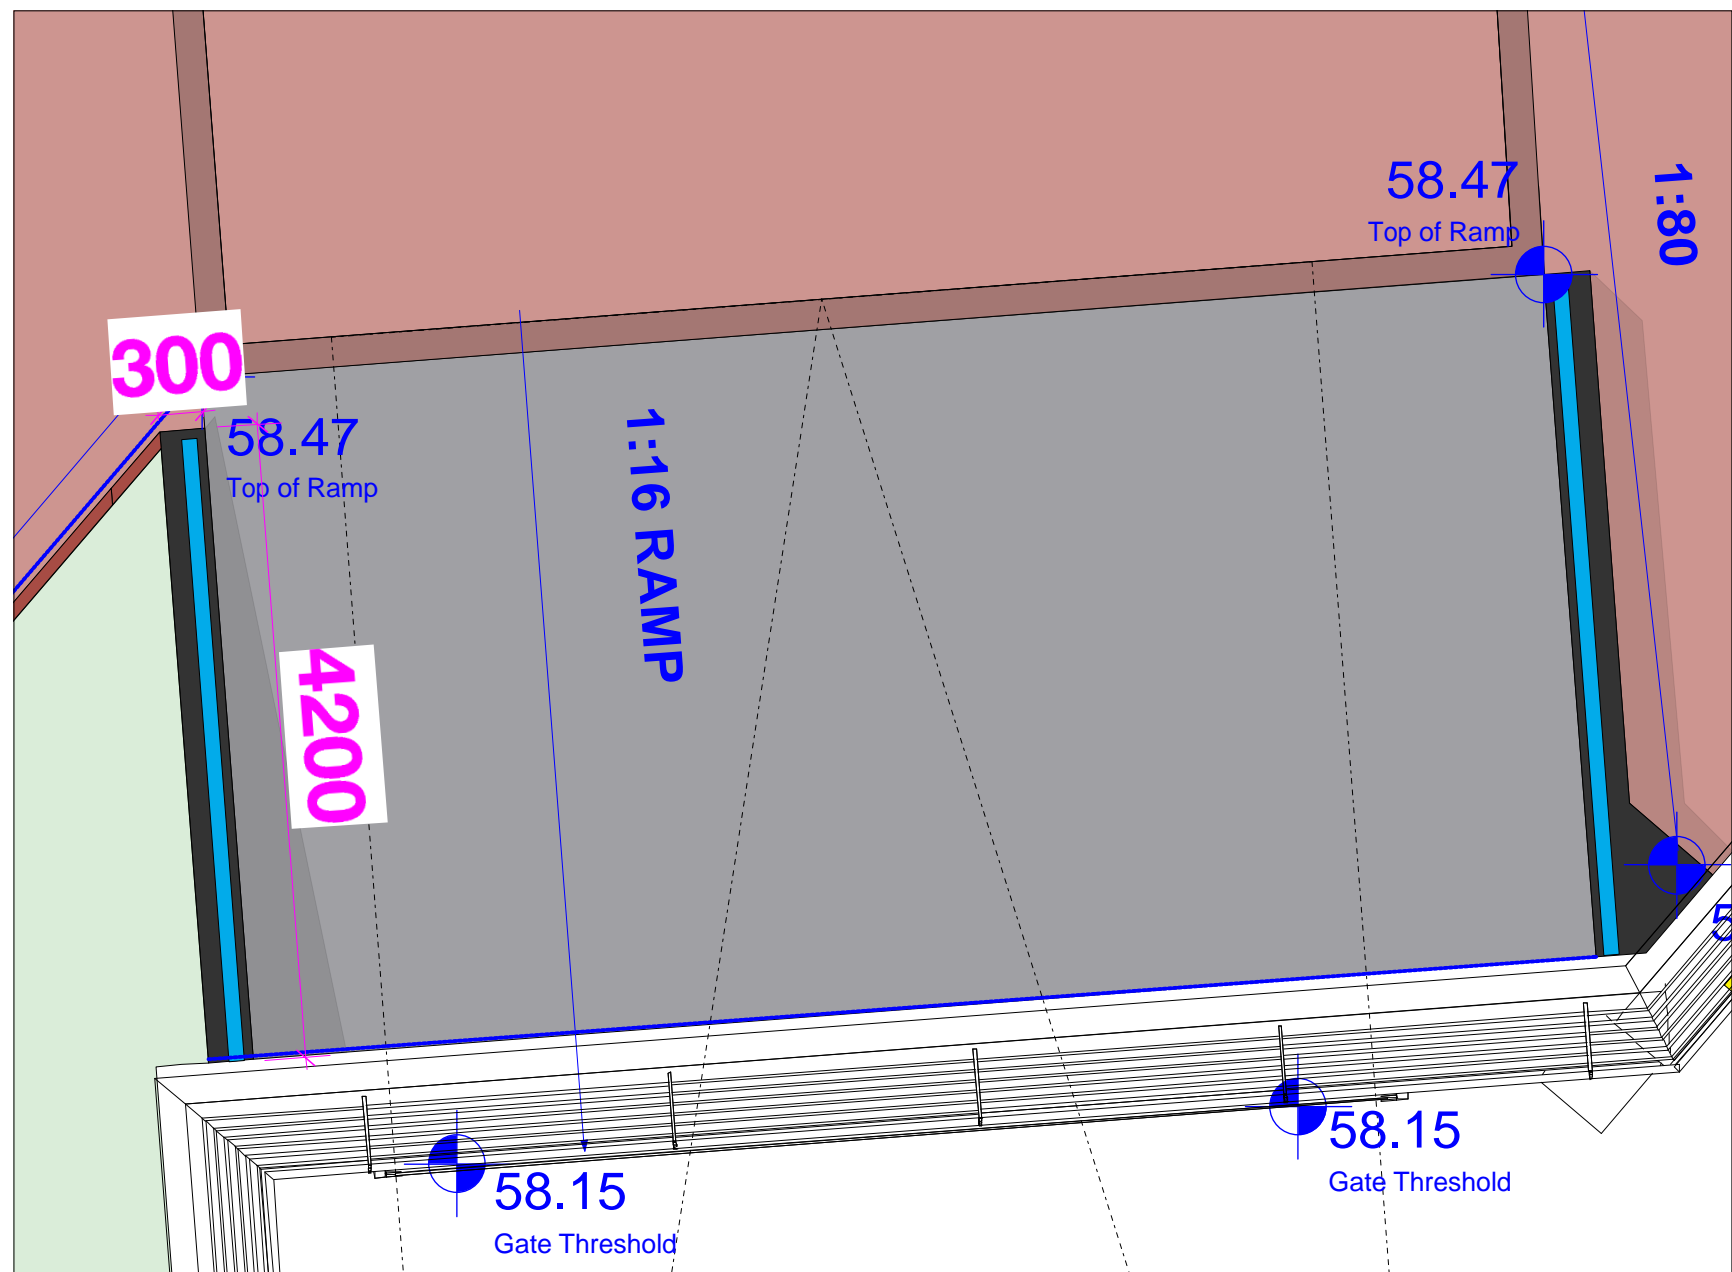 58.47
Top of Ramp
1:80
300
58.47
Top of Ramp
1:16 RAMP
4200
58.15
Gate Threshold
58.15
Gate Threshold